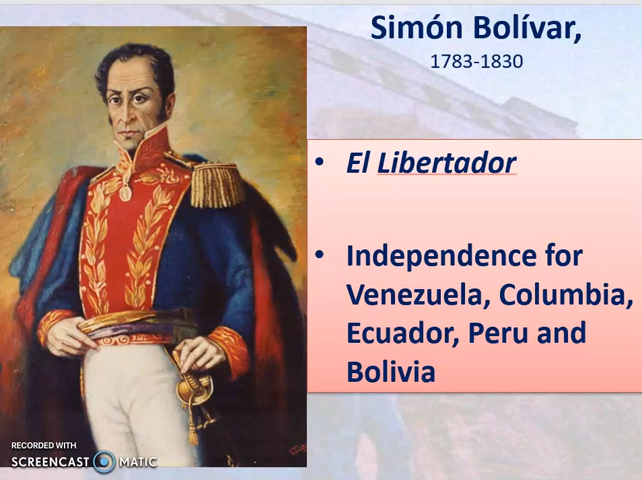 Simón Bolívar,
1783-1830
• El Libertador
• Independence for
Venezuela, Columbia,
Ecuador, Peru and
Bolivia
RECORDED WITH
SCREENCAST MATIC